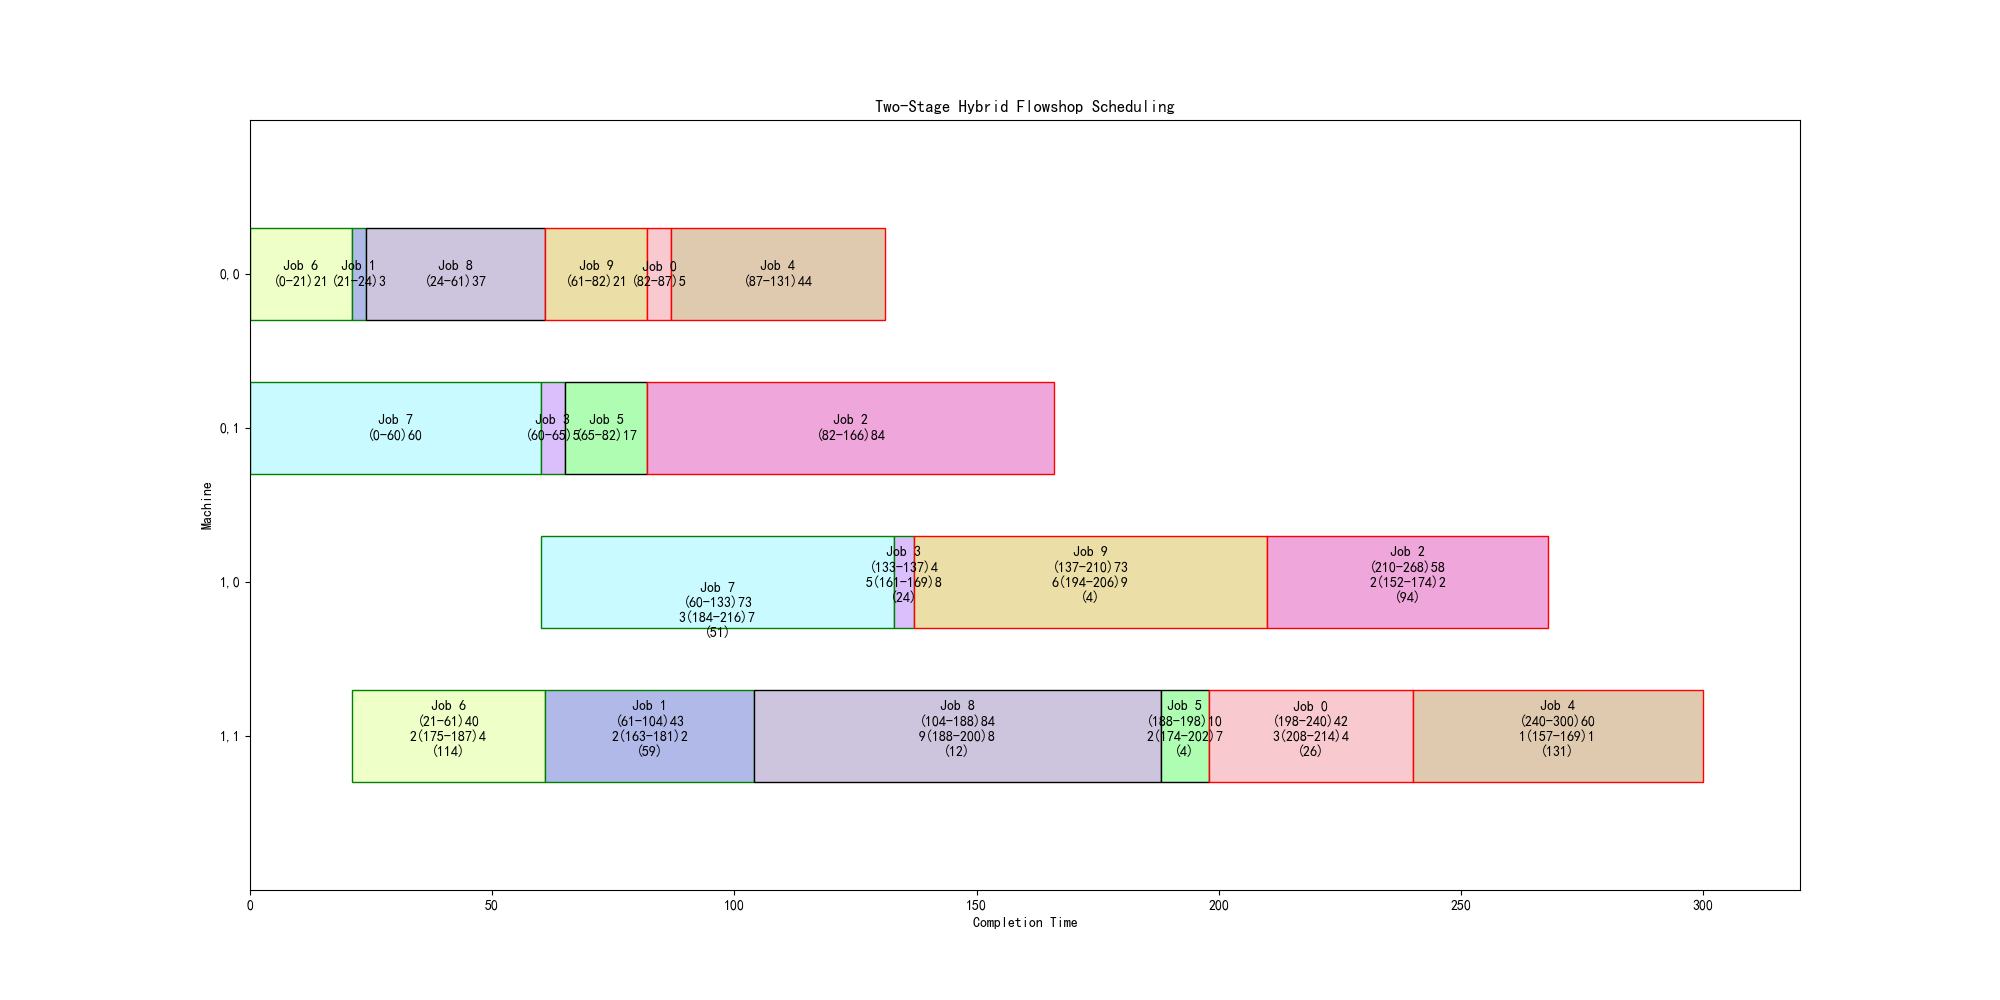 Two-Stage Hybrid Flowshop Scheduling
Machine
0,0
Job 6
(0-21)21
Job 1
(21-24)3
Job 8
(24-61)37
Job 9
(61-82)21
Job 0
(82-87)5
Job 4
(87-131)44
0,1
Job 7
(0-60)60
Job 3
(60-65)5
Job 5
(65-82)17
Job 2
(82-166)84
1,0
Job 7
(60-133)73
3(184-216)7
(51)
Job 3
(133-137)4
5(161-169)8
(24)
Job 9
(137-210)73
6(194-206)9
(4)
Job 2
(210-268)58
2(152-174)2
(94)
1,1
Job 6
(21-61)40
2(175-187)4
(114)
Job 1
(61-104)43
2(163-181)2
(59)
Job 8
(104-188)84
9(188-200)8
(12)
Job 5
(188-198)10
2(174-202)7
(4)
Job 0
(198-240)42
3(208-214)4
(26)
Job 4
(240-300)60
1(157-169)1
(131)
0 50 100 150 200 250 300
Completion Time